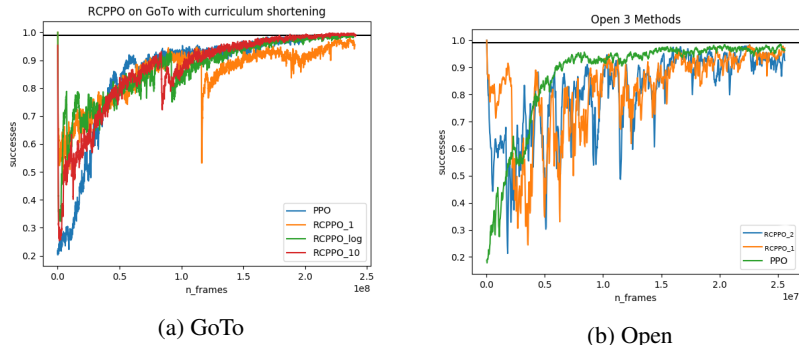 RCPPO on GoTo with curriculum shortening
1.0
0.9
0.8
0.7
0.6
0.5
0.4
0.3
0.2
successes
PPO
RCPPO_1
RCPPO_log
RCPPO_10
0.0 0.5 1.0 1.5 2.0 2.5
1e8
n_frames
(a) GoTo
Open 3 Methods
1.0
0.9
0.8
0.7
0.6
0.5
0.4
0.3
0.2
successes
RCPPO_2
RCPPO_1
PPO
0.0 0.5 1.0 1.5 2.0 2.5
1e7
n_frames
(b) Open